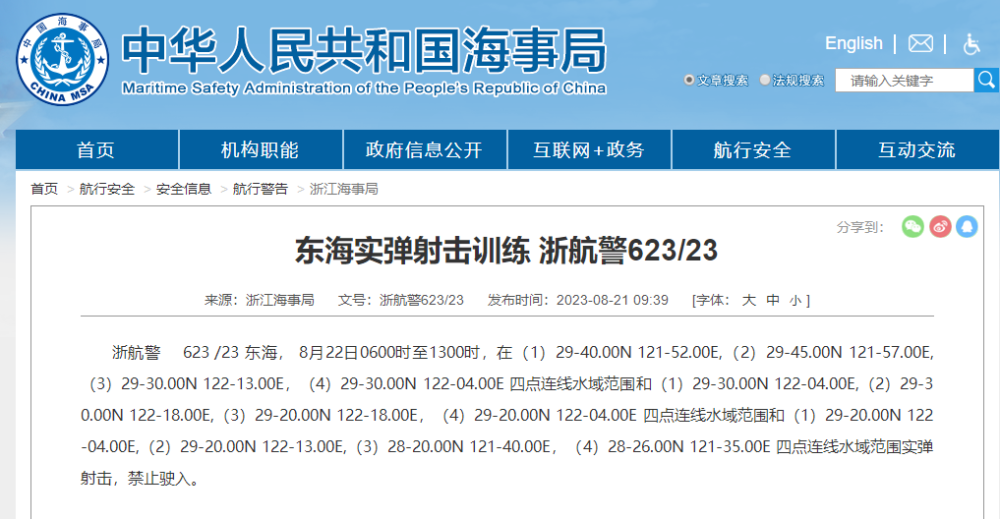 中国海事局
CHINA MSA
中华人民共和国海事局
Maritime Safety Administration of the People's Republic of China
English
文章搜索 法规搜索 请输入关键字
首页 机构职能 政府信息公开 互联网+政务 航行安全 互动交流
首页 > 航行安全 > 安全信息 > 航行警告 > 浙江海事局
分享到：
东海实弹射击训练 浙航警623/23
来源：浙江海事局 文号：浙航警623/23 发布时间：2023-08-21 09:39 [字体： 大 中 小 ]
浙航警 623 /23 东海， 8月22日0600时至1300时，在（1）29-40.00N 121-52.00E,（2）29-45.00N 121-57.00E,
（3）29-30.00N 122-13.00E，（4）29-30.00N 122-04.00E 四点连线水域范围和（1）29-30.00N 122-04.00E,（2）29-3
0.00N 122-18.00E,（3）29-20.00N 122-18.00E，（4）29-20.00N 122-04.00E 四点连线水域范围和（1）29-20.00N 122
-04.00E,（2）29-20.00N 122-13.00E,（3）28-20.00N 121-40.00E，（4）28-26.00N 121-35.00E 四点连线水域范围实弹
射击，禁止驶入。